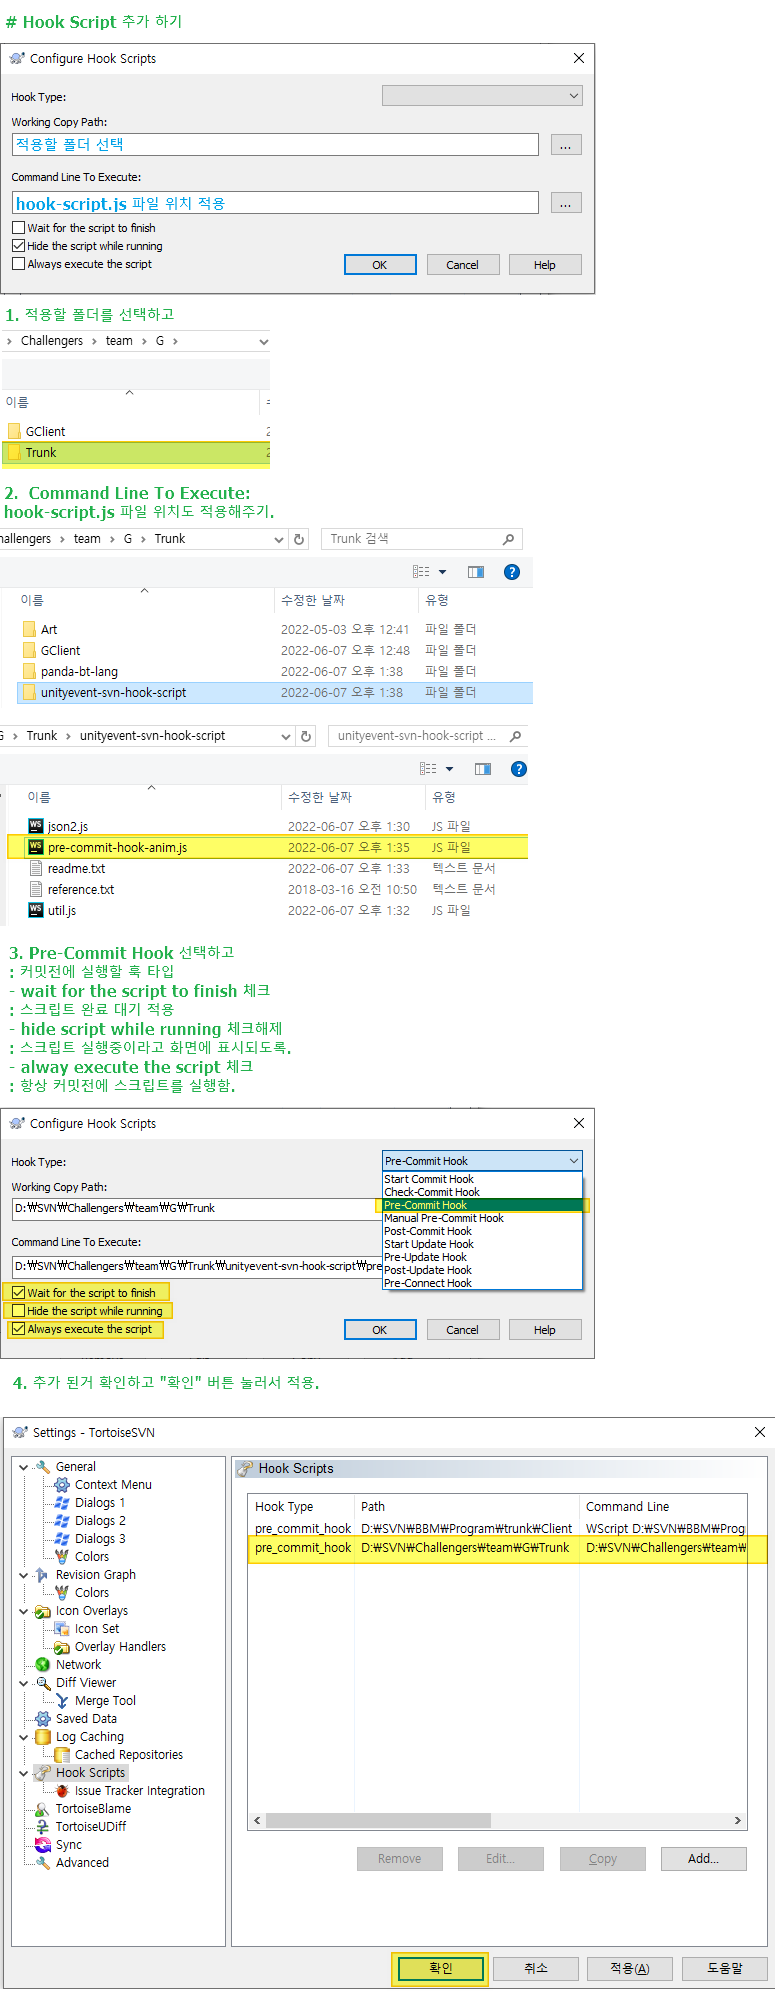 # Hook Script 추가 하기
Configure Hook Scripts
Hook Type:
Working Copy Path:
적용할 폴더 선택
...
Command Line To Execute:
hook-script.js 파일 위치 적용
...
Wait for the script to finish
Hide the script while running
Always execute the script
OK Cancel Help
1. 적용할 폴더를 선택하고
Challengers > team > G >
이름
GClient
Trunk
2. Command Line To Execute:
hook-script.js 파일 위치도 적용해주기.
hallengers > team > G > Trunk Trunk 검색
이름 수정한 날짜 유형
Art 2022-05-03 오후 12:41 파일 폴더
GClient 2022-06-07 오후 12:48 파일 폴더
panda-bt-lang 2022-06-07 오후 1:38 파일 폴더
unityevent-svn-hook-script 2022-06-07 오후 1:38 파일 폴더
G > Trunk > unityevent-svn-hook-script unityevent-svn-hook-script ...
이름 수정한 날짜 유형
json2.js 2022-06-07 오후 1:30 JS 파일
pre-commit-hook-anim.js 2022-06-07 오후 1:35 JS 파일
readme.txt 2022-06-07 오후 1:33 텍스트 문서
reference.txt 2018-03-16 오전 10:50 텍스트 문서
util.js 2022-06-07 오후 1:32 JS 파일
3. Pre-Commit Hook 선택하고
: 커밋전에 실행할 훅 타입
- wait for the script to finish 체크
: 스크립트 완료 대기 적용
- hide script while running 체크해제
: 스크립트 실행중이라고 화면에 표시되도록.
- alway execute the script 체크
: 항상 커밋전에 스크립트를 실행함.
Configure Hook Scripts
Hook Type: Pre-Commit Hook
Start Commit Hook
Check-Commit Hook
Pre-Commit Hook
Manual Pre-Commit Hook
Post-Commit Hook
Start Update Hook
Pre-Update Hook
Post-Update Hook
Pre-Connect Hook
Working Copy Path:
D:₩SVN₩Challengers₩team₩G₩Trunk
Command Line To Execute:
D:₩SVN₩Challengers₩team₩G₩Trunk₩unityevent-svn-hook-script₩pre
Wait for the script to finish
Hide the script while running
Always execute the script
OK Cancel Help
4. 추가 된거 확인하고 "확인" 버튼 눌러서 적용.
Settings - TortoiseSVN
General
Context Menu
Dialogs 1
Dialogs 2
Dialogs 3
Colors
Revision Graph
Colors
Icon Overlays
Icon Set
Overlay Handlers
Network
Diff Viewer
Merge Tool
Saved Data
Log Caching
Cached Repositories
Hook Scripts
Issue Tracker Integration
TortoiseBlame
TortoiseUDiff
Sync
Advanced
Hook Scripts
Hook Type Path Command Line
pre_commit_hook D:₩SVN₩BBM₩Program₩trunk₩Client WScript D:₩SVN₩BBM₩Prog
pre_commit_hook D:₩SVN₩Challengers₩team₩G₩Trunk D:₩SVN₩Challengers₩team₩
Remove Edit... Copy Add...
확인 취소 적용(A) 도움말